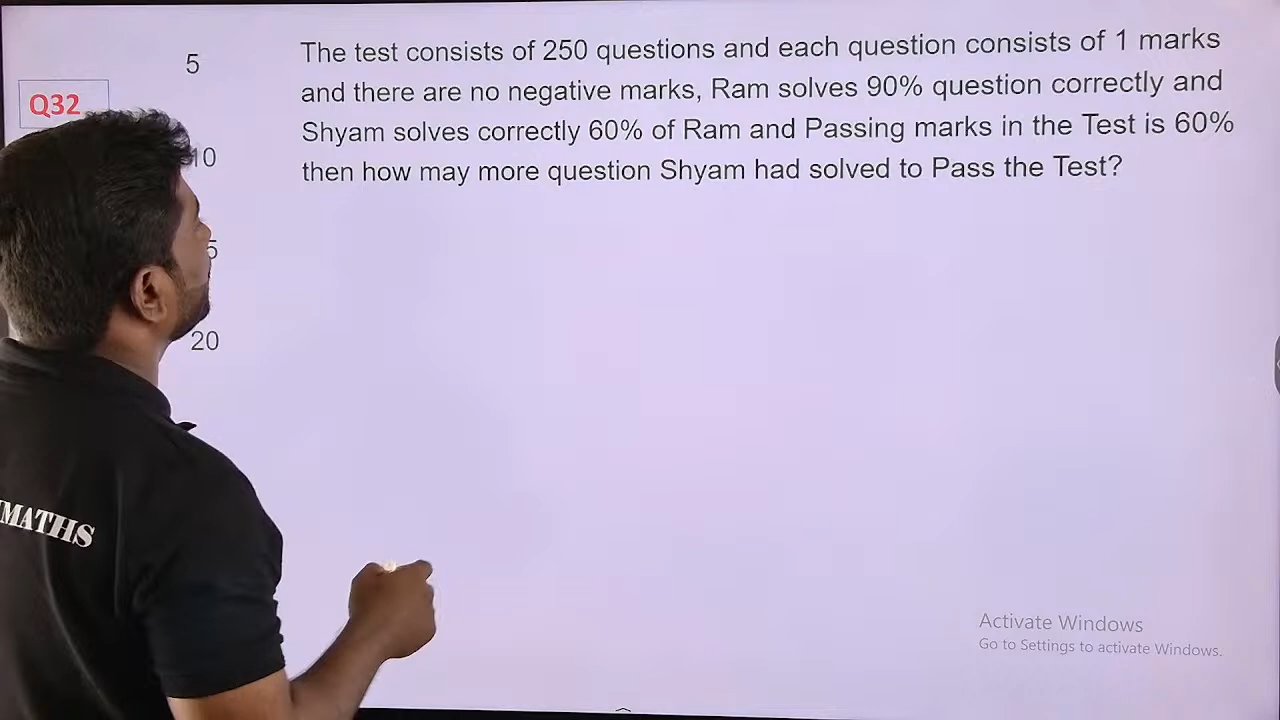 5
The test consists of 250 questions and each question consists of 1 marks
Q32
and there are no negative marks, Ram solves 90% question correctly and
Shyam solves correctly 60% of Ram and Passing marks in the Test is 60%
10
then how may more question Shyam had solved to Pass the Test?
5
20
MATHS
Activate Windows
Go to Settings to activate Windows.